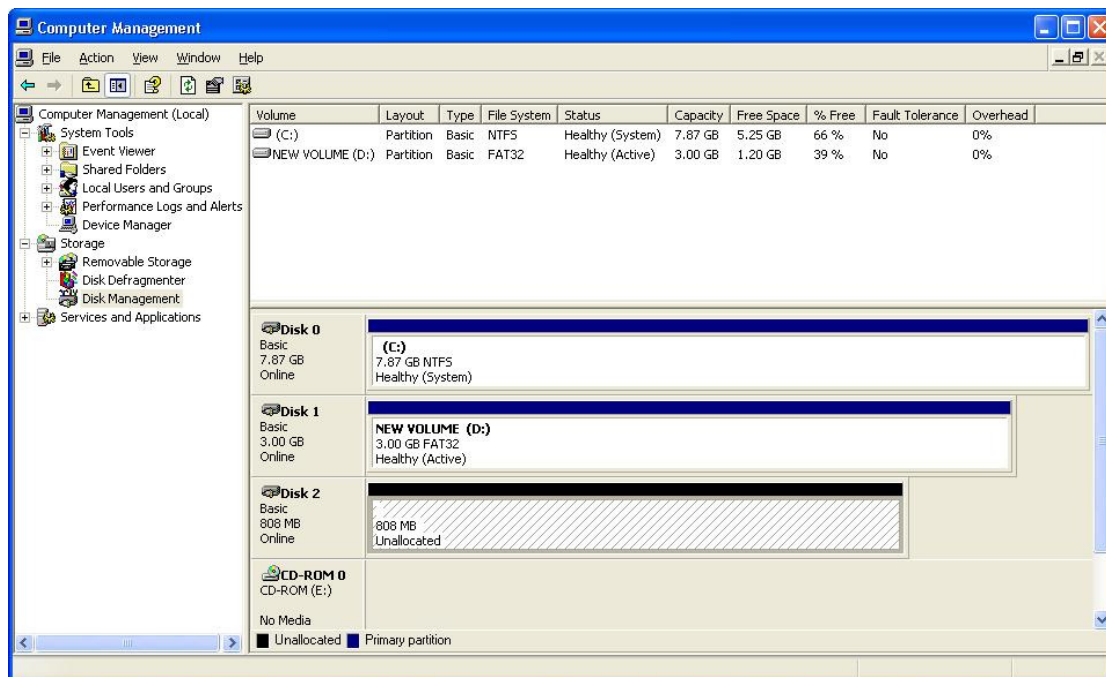 Computer Management
File Action View Window Help
Computer Management (Local)
System Tools
Event Viewer
Shared Folders
Local Users and Groups
Performance Logs and Alerts
Device Manager
Storage
Removable Storage
Disk Defragmenter
Disk Management
Services and Applications
Volume Layout Type File System Status Capacity Free Space % Free Fault Tolerance Overhead
(C:) Partition Basic NTFS Healthy (System) 7.87 GB 5.25 GB 66 % No 0%
NEW VOLUME (D:) Partition Basic FAT32 Healthy (Active) 3.00 GB 1.20 GB 39 % No 0%
Disk 0
Basic
7.87 GB
Online
(C:)
7.87 GB NTFS
Healthy (System)
Disk 1
Basic
3.00 GB
Online
NEW VOLUME (D:)
3.00 GB FAT32
Healthy (Active)
Disk 2
Basic
808 MB
Online
808 MB
Unallocated
CD-ROM 0
CD-ROM (E:)
No Media
Unallocated Primary partition